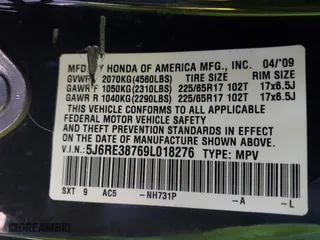 MFD BY HONDA OF AMERICA MFG., INC. 04/'09
GVWR 2070KG(4560LBS) TIRE SIZE RIM SIZE
GAWR F 1050KG(2310LBS) 225/65R17 102T 17x6.5J
GAWR R 1040KG(2290LBS) 225/65R17 102T 17x6.5J
THIS VEHICLE CONFORMS TO ALL APPLICABLE
FEDERAL MOTOR VEHICLE SAFETY STANDARDS IN
EFFECT ON THE DATE OF MANUFACTURE SHOWN ABOVE.
V.I.N:5J6RE38769L018276 TYPE: MPV
SXT 9 AC5 -NH731P -A -L
DREAMBID